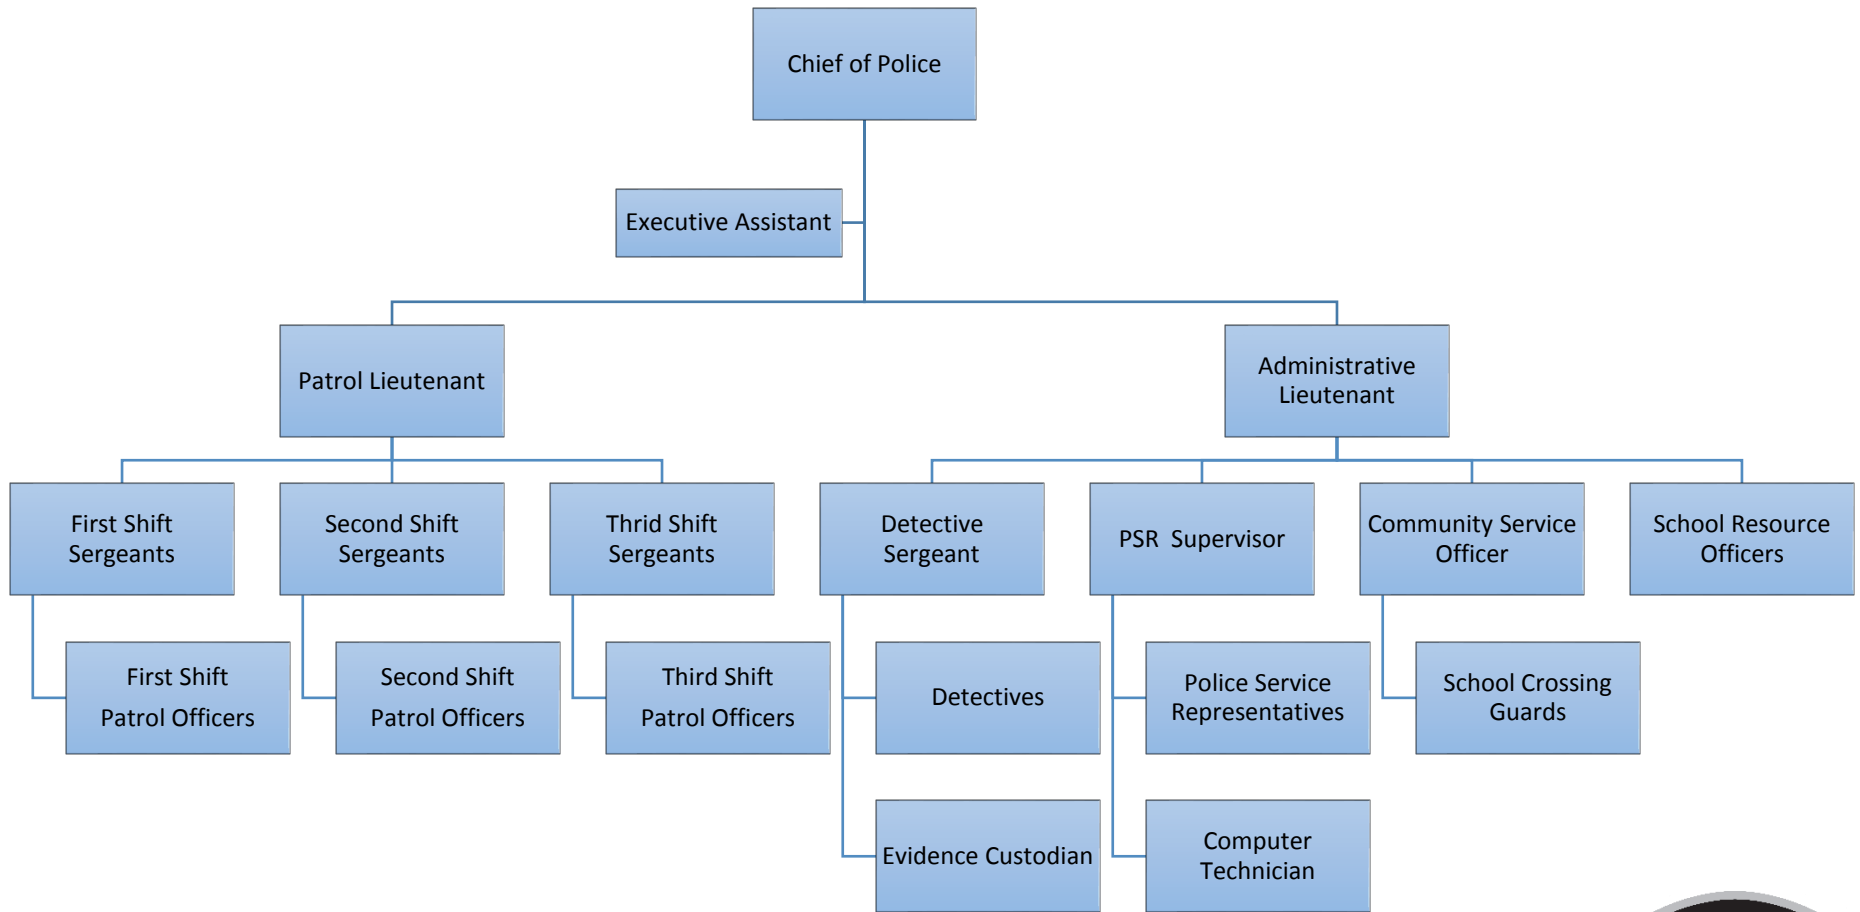 Chief of Police
Executive Assistant
Patrol Lieutenant
Administrative
Lieutenant
First Shift
Sergeants
Second Shift
Sergeants
Thrid Shift
Sergeants
Detective
Sergeant
PSR  Supervisor
Community Service
Officer
School Resource
Officers
First Shift
Patrol Officers
Second Shift
Patrol Officers
Third Shift
Patrol Officers
Detectives
Police Service
Representatives
School Crossing
Guards
Evidence Custodian
Computer
Technician